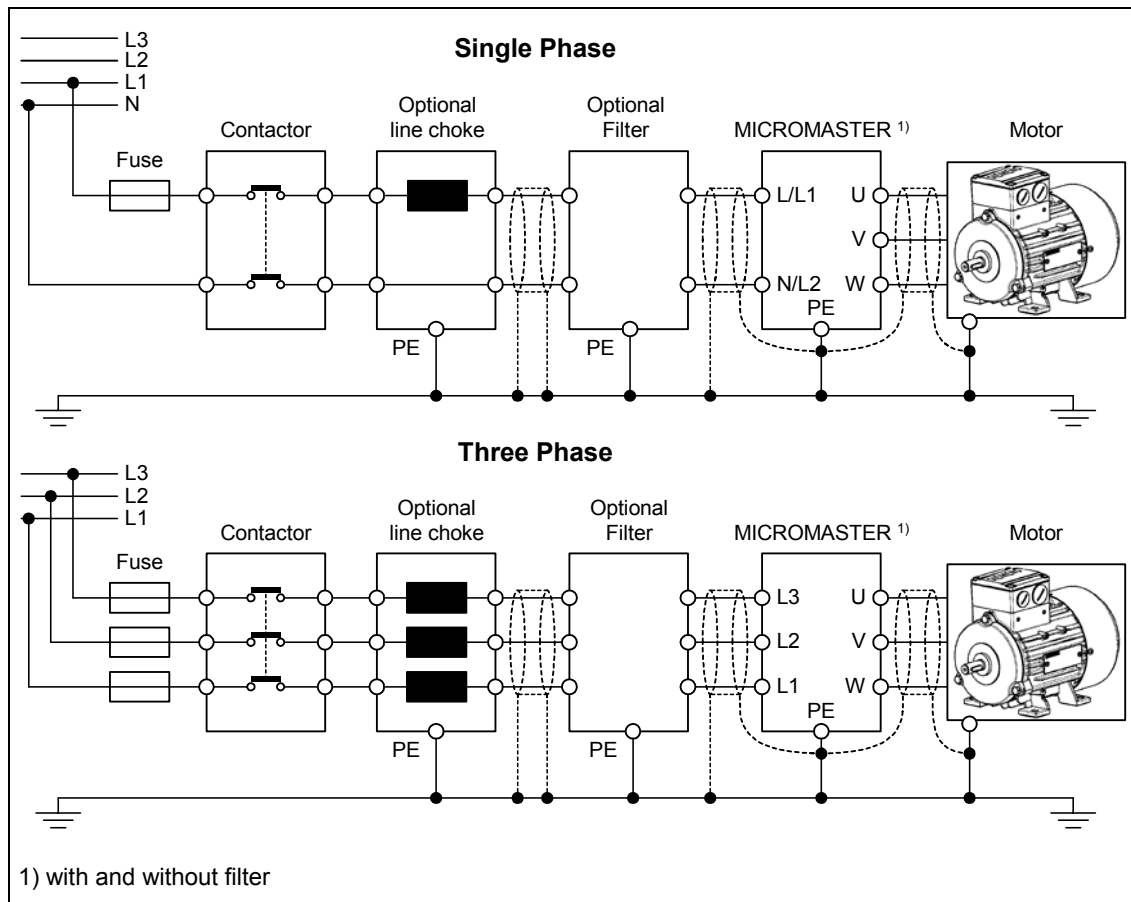 Single Phase
L3
L2
L1
N
Fuse
Contactor
Optional
line choke
Optional
Filter
MICROMASTER 1)
Motor
L/L1
U
V
N/L2
W
PE
PE
PE
Three Phase
L3
L2
L1
Fuse
Contactor
Optional
line choke
Optional
Filter
MICROMASTER 1)
Motor
L3
U
L2
V
L1
W
PE
PE
PE
1) with and without filter